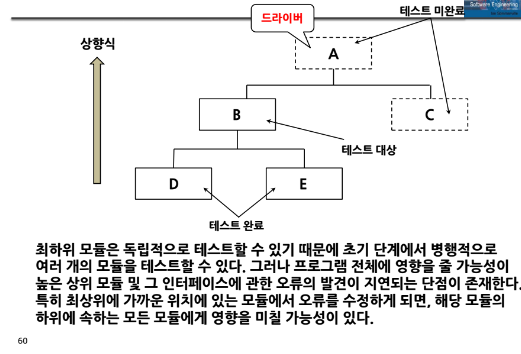 Software Engineering
드라이버
테스트 미완료
상향식
A
B
C
테스트 대상
D
E
테스트 완료
최하위 모듈은 독립적으로 테스트할 수 있기 때문에 초기 단계에서 병행적으로
여러 개의 모듈을 테스트할 수 있다. 그러나 프로그램 전체에 영향을 줄 가능성이
높은 상위 모듈 및 그 인터페이스에 관한 오류의 발견이 지연되는 단점이 존재한다.
특히 최상위에 가까운 위치에 있는 모듈에서 오류를 수정하게 되면, 해당 모듈의
하위에 속하는 모든 모듈에게 영향을 미칠 가능성이 있다.
60